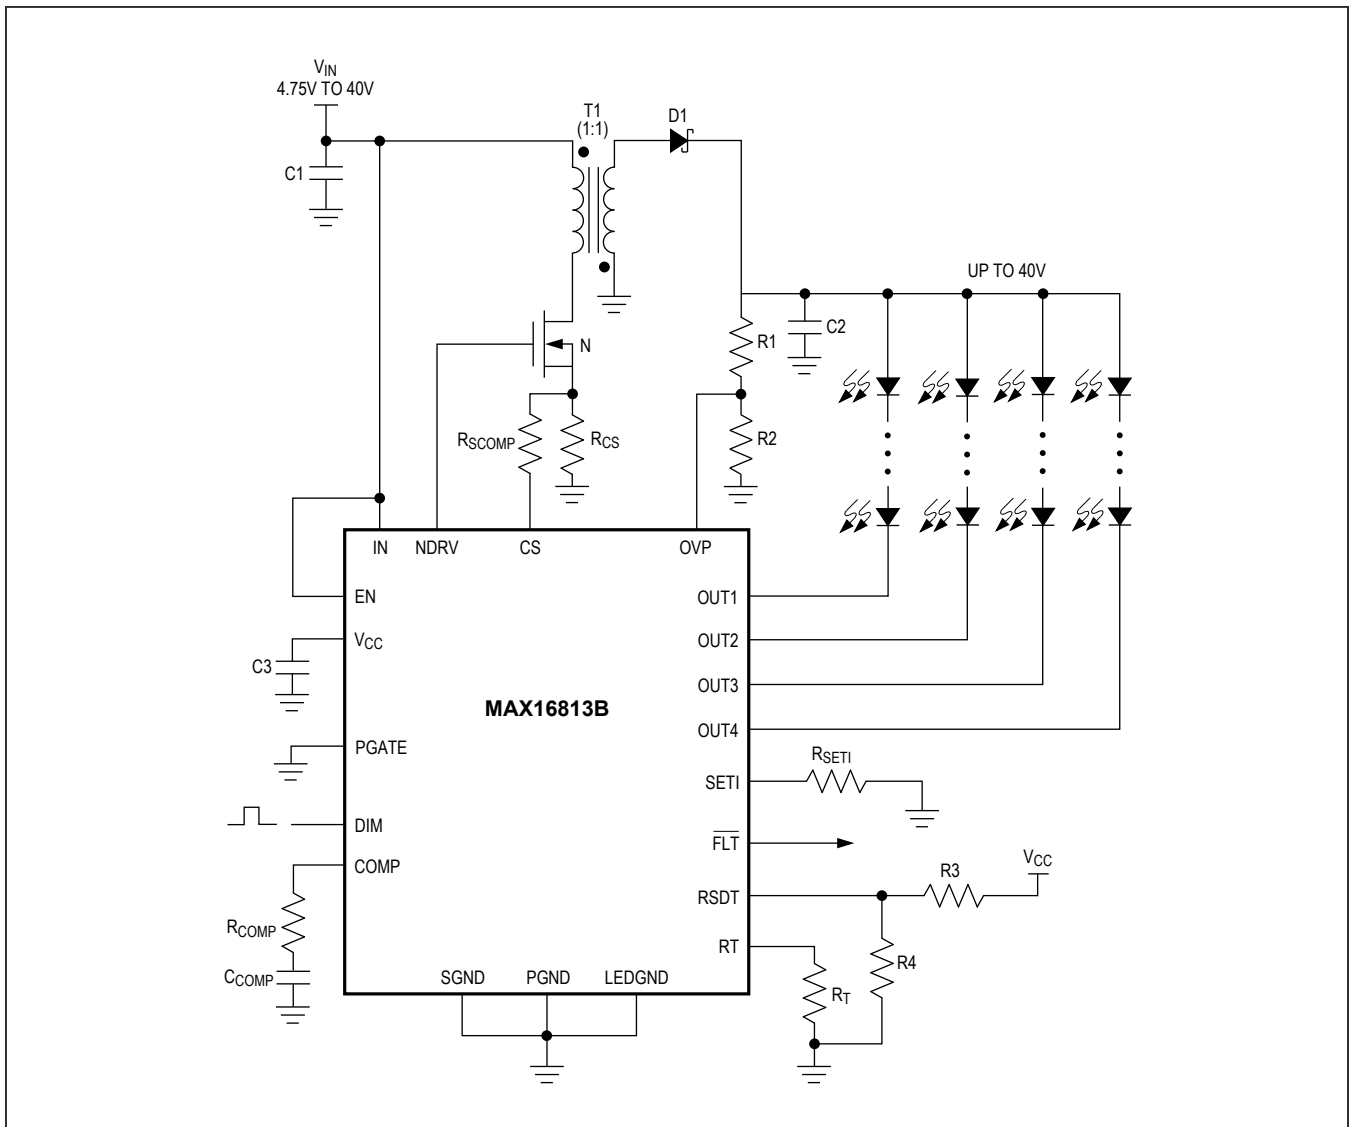 VIN
4.75V TO 40V
T1
(1:1)
D1
C1
UP TO 40V
C2
R1
N
RSCOMP
RCS
R2
IN
NDRV
CS
OVP
EN
OUT1
VCC
OUT2
C3
OUT3
MAX16813B
OUT4
PGATE
RSETI
SETI
DIM
FLT
COMP
VCC
R3
RSDT
RCOMP
RT
R4
CCOMP
SGND
PGND
LEDGND
RT